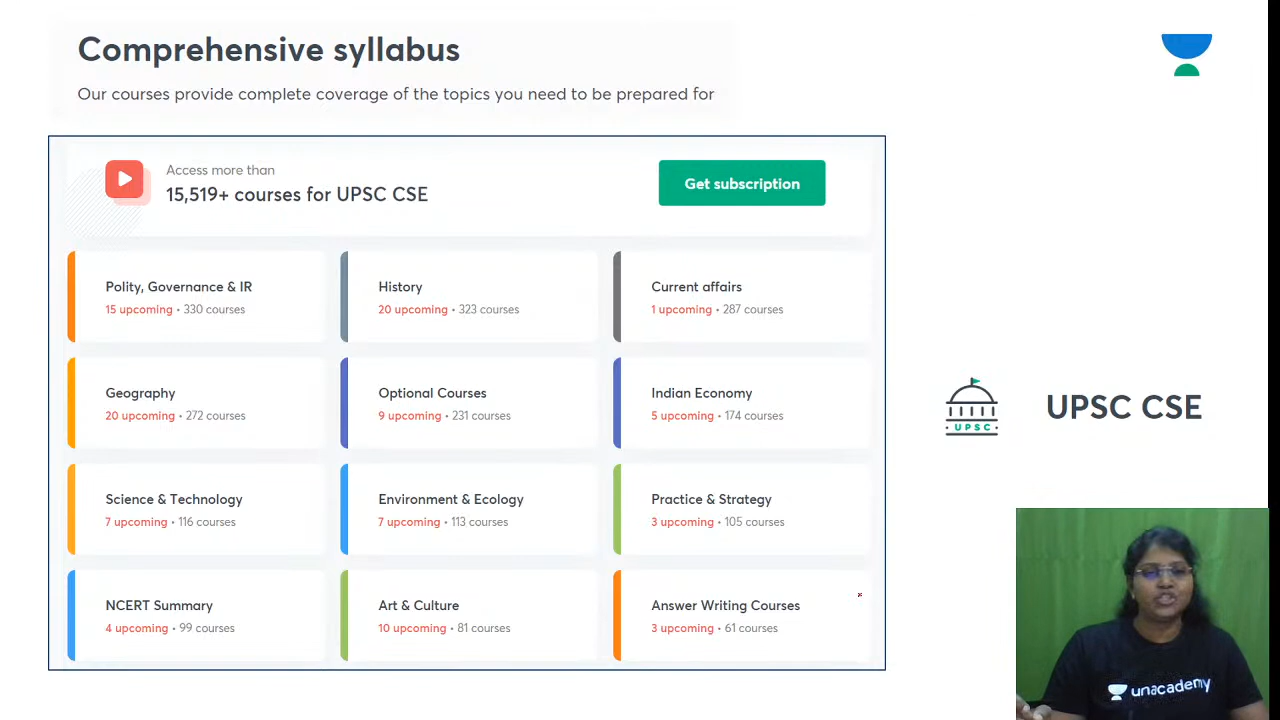 Comprehensive syllabus
Our courses provide complete coverage of the topics you need to be prepared for
Access more than
15,519+ courses for UPSC CSE
Get subscription
Polity, Governance & IR
15 upcoming • 330 courses
History
20 upcoming • 323 courses
Current affairs
1 upcoming • 287 courses
Geography
20 upcoming • 272 courses
Optional Courses
9 upcoming • 231 courses
Indian Economy
5 upcoming • 174 courses
Science & Technology
7 upcoming • 116 courses
Environment & Ecology
7 upcoming • 113 courses
Practice & Strategy
3 upcoming • 105 courses
NCERT Summary
4 upcoming • 99 courses
Art & Culture
10 upcoming • 81 courses
Answer Writing Courses
3 upcoming • 61 courses
UPSC
UPSC CSE
unacademy